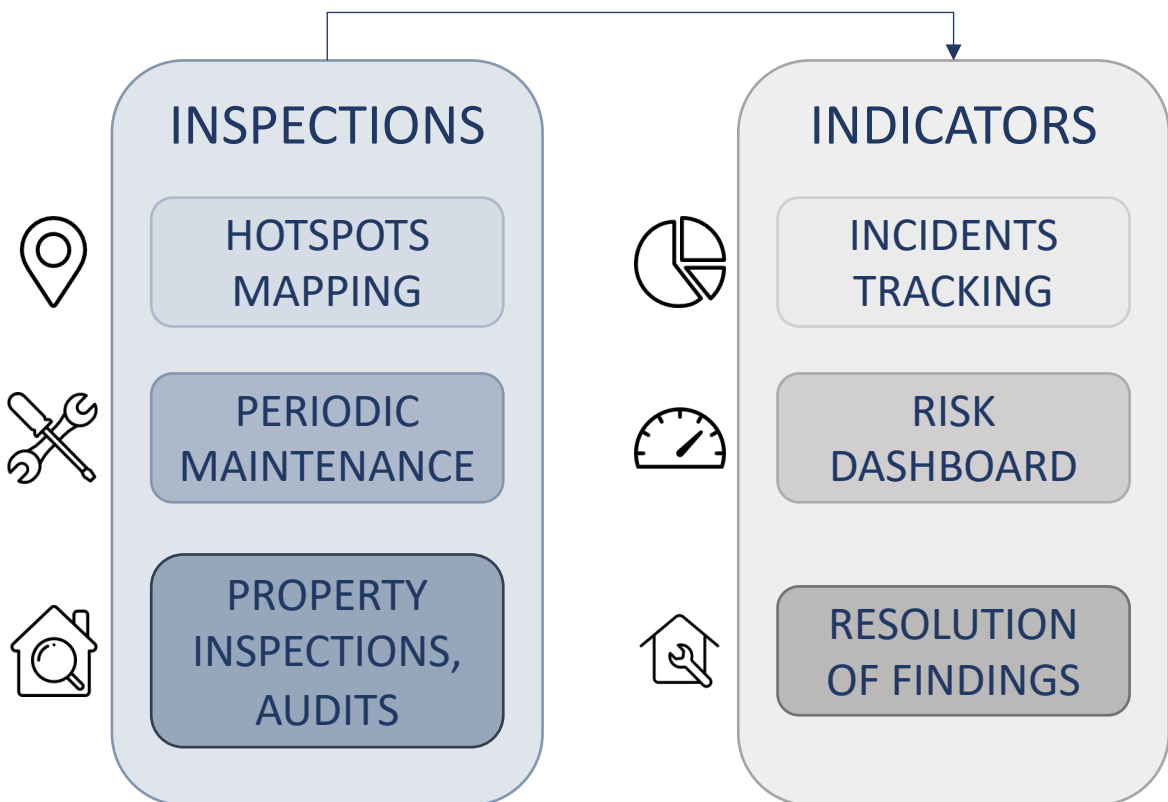 INSPECTIONS
HOTSPOTS
MAPPING
PERIODIC
MAINTENANCE
PROPERTY
INSPECTIONS,
AUDITS
INDICATORS
INCIDENTS
TRACKING
RISK
DASHBOARD
RESOLUTION
OF FINDINGS